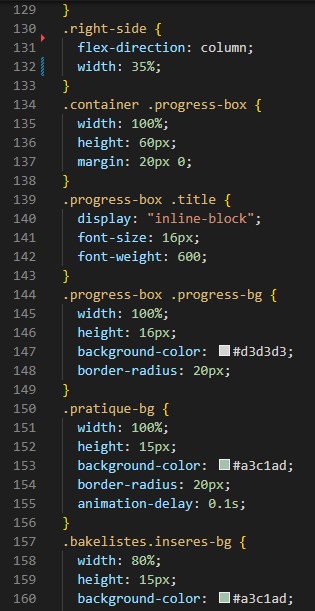 129 }
130 .right-side {
131 flex-direction: column;
132 width: 35%;
133 }
134 .container .progress-box {
135 width: 100%;
136 height: 60px;
137 margin: 20px 0;
138 }
139 .progress-box .title {
140 display: "inline-block";
141 font-size: 16px;
142 font-weight: 600;
143 }
144 .progress-box .progress-bg {
145 width: 100%;
146 height: 16px;
147 background-color: #d3d3d3;
148 border-radius: 20px;
149 }
150 .pratique-bg {
151 width: 100%;
152 height: 15px;
153 background-color: #a3c1ad;
154 border-radius: 20px;
155 animation-delay: 0.1s;
156 }
157 .bakelistes.inseres-bg {
158 width: 80%;
159 height: 15px;
160 background-color: #a3c1ad;